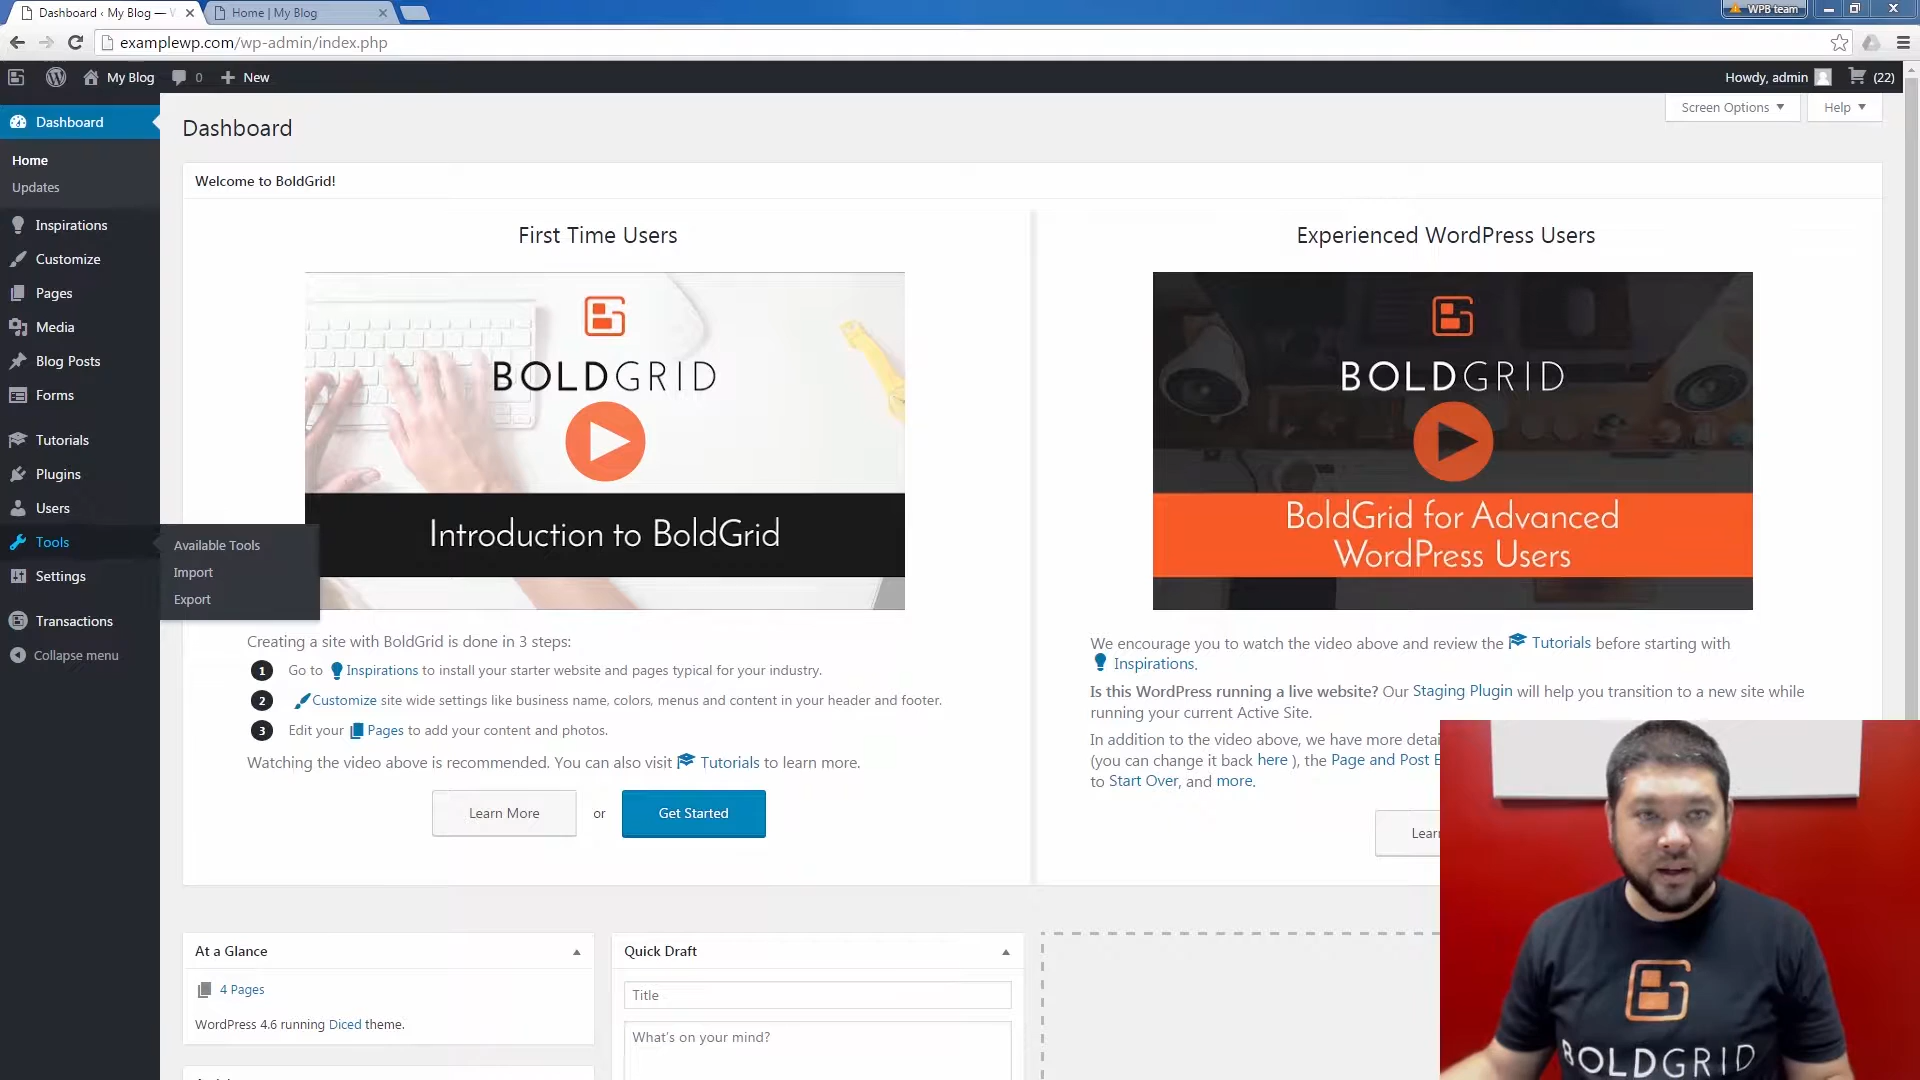 Dashboard ‹ My Blog —
Home | My Blog
WPB team
examplewp.com/wp-admin/index.php
My Blog
0
New
Howdy, admin
(22)
Dashboard
Home
Updates
Inspirations
Customize
Pages
Media
Blog Posts
Forms
Tutorials
Plugins
Users
Tools
Settings
Transactions
Collapse menu
Available Tools
Import
Export
Screen Options
Help
Dashboard
Welcome to BoldGrid!
First Time Users
BOLDGRID
Introduction to BoldGrid
Creating a site with BoldGrid is done in 3 steps:
1 Go to Inspirations to install your starter website and pages typical for your industry.
2 Customize site wide settings like business name, colors, menus and content in your header and footer.
3 Edit your Pages to add your content and photos.
Watching the video above is recommended. You can also visit Tutorials to learn more.
Learn More
or
Get Started
Experienced WordPress Users
BOLDGRID
BoldGrid for Advanced
WordPress Users
We encourage you to watch the video above and review the Tutorials before starting with
Inspirations.
Is this WordPress running a live website? Our Staging Plugin will help you transition to a new site while
running your current Active Site.
In addition to the video above, we have more detai
(you can change it back here ), the Page and Post E
to Start Over, and more.
Lear
At a Glance
4 Pages
WordPress 4.6 running Diced theme.
Quick Draft
Title
What's on your mind?
BOLDGRID